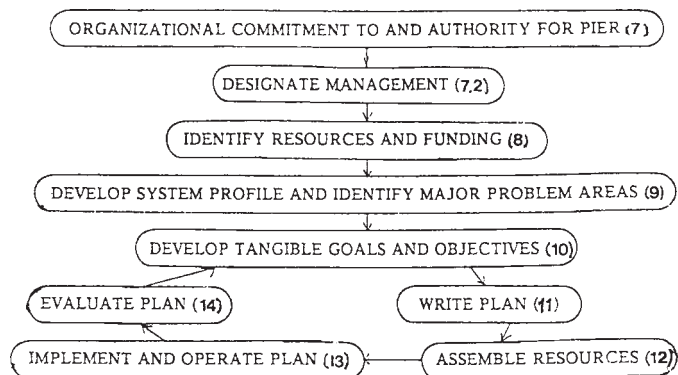 ORGANIZATIONAL COMMITMENT TO AND AUTHORITY FOR PIER (7)
DESIGNATE MANAGEMENT (7,2)
IDENTIFY RESOURCES AND FUNDING (8)
DEVELOP SYSTEM PROFILE AND IDENTIFY MAJOR PROBLEM AREAS (9)
DEVELOP TANGIBLE GOALS AND OBJECTIVES (10)
EVALUATE PLAN (14)
WRITE PLAN (11)
IMPLEMENT AND OPERATE PLAN (13)
ASSEMBLE RESOURCES (12)